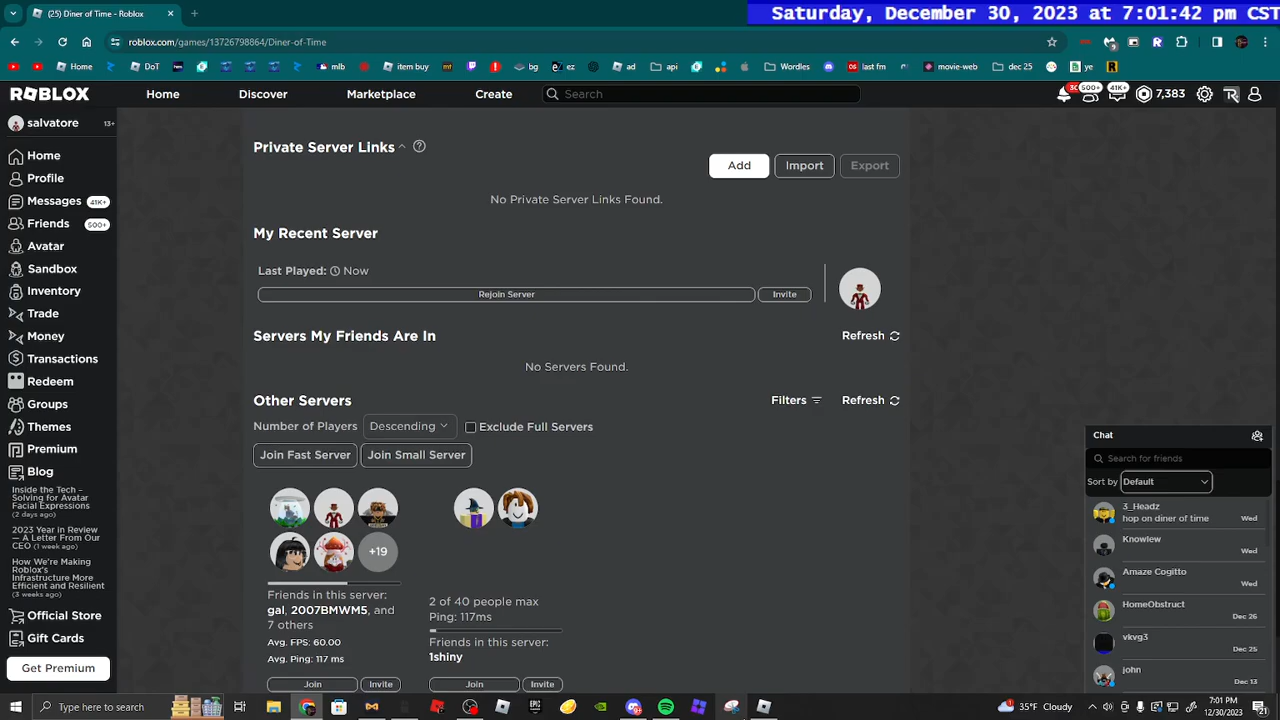 (25) Diner of Time - Roblox
Saturday, December 30, 2023 at 7:01:42 pm CST
roblox.com/games/13726798864/Diner-of-Time
Home
DoT
mlb
item buy
bg
ez
ad
api
Wordles
last fm
movie-web
dec 25
ye
ROBLOX
Home
Discover
Marketplace
Create
Search
500+
41K+
7,383
salvatore
13+
Home
Profile
Messages
41K+
Friends
500+
Avatar
Sandbox
Inventory
Trade
Money
Transactions
Redeem
Groups
Themes
Premium
Blog
Inside the Tech –
Solving for Avatar
Facial Expressions
(2 days ago)
2023 Year in Review
— A Letter From Our
CEO (1 week ago)
How We're Making
Roblox's
Infrastructure More
Efficient and Resilient
(3 weeks ago)
Official Store
Gift Cards
Get Premium
Private Server Links
Add
Import
Export
No Private Server Links Found.
My Recent Server
Last Played: Now
Rejoin Server
Invite
Servers My Friends Are In
Refresh
No Servers Found.
Other Servers
Filters
Refresh
Number of Players
Descending
Exclude Full Servers
Join Fast Server
Join Small Server
+19
Friends in this server:
gal, 2007BMWM5, and
7 others
Avg. FPS: 60.00
Avg. Ping: 117 ms
Join
Invite
2 of 40 people max
Ping: 117ms
Friends in this server:
1shiny
Join
Invite
Chat
Search for friends
Sort by
Default
3_Headz
hop on diner of time
Wed
Knowlew
Wed
Amaze Cogitto
Wed
HomeObstruct
Dec 26
vkvg3
Dec 25
john
Dec 13
Type here to search
35°F Cloudy
7:01 PM
12/30/2023